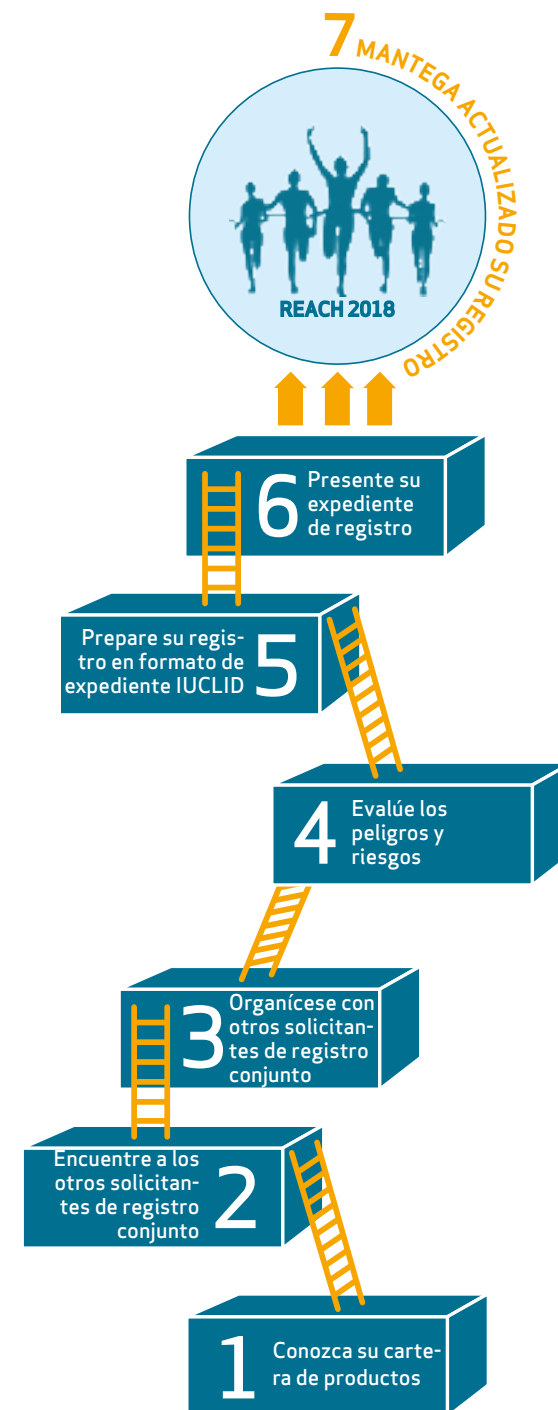 7 MANTEGA ACTUALIZADO SU REGISTRO
REACH 2018
6
Presente su
expediente
de registro
Prepare su regis-
tro en formato de
expediente IUCLID
5
4
Evalúe los
peligros y
riesgos
3
Organícese con
otros solicitan-
tes de registro
conjunto
Encuentre a los
otros solicitan-
tes de registro
conjunto
2
1
Conozca su carte-
ra de productos